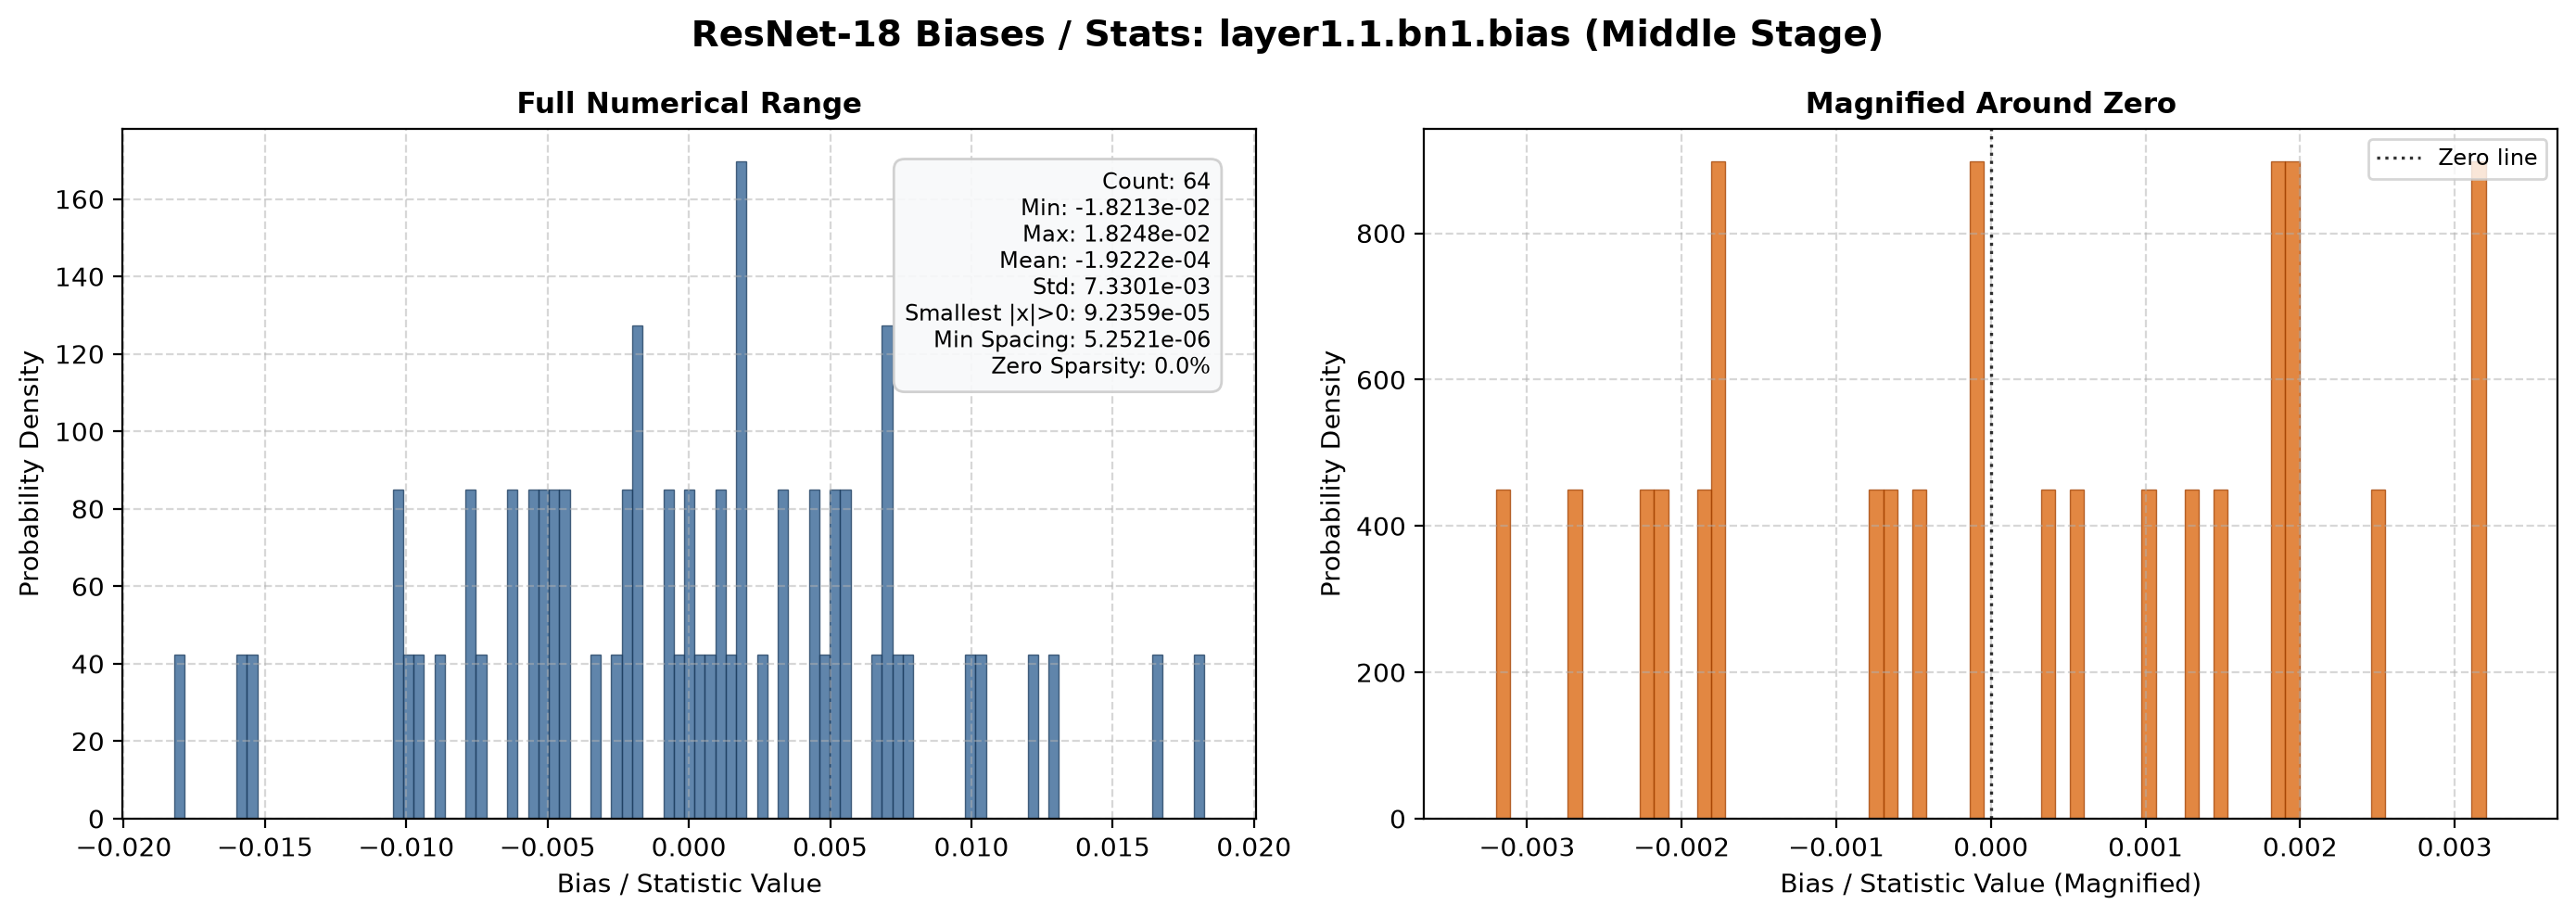 ResNet-18 Biases / Stats: layer1.1.bn1.bias (Middle Stage)
Full Numerical Range
Probability Density
160
140
120
100
80
60
40
20
0
Count: 64
Min: -1.8213e-02
Max: 1.8248e-02
Mean: -1.9222e-04
Std: 7.3301e-03
Smallest |x|>0: 9.2359e-05
Min Spacing: 5.2521e-06
Zero Sparsity: 0.0%
−0.020 −0.015 −0.010 −0.005 0.000 0.005 0.010 0.015 0.020
Bias / Statistic Value
Magnified Around Zero
Probability Density
800
600
400
200
0
Zero line
−0.003 −0.002 −0.001 0.000 0.001 0.002 0.003
Bias / Statistic Value (Magnified)